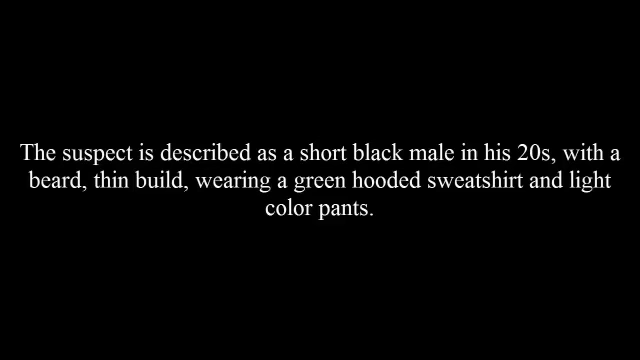 The suspect is described as a short black male in his 20s, with a
beard, thin build, wearing a green hooded sweatshirt and light
color pants.